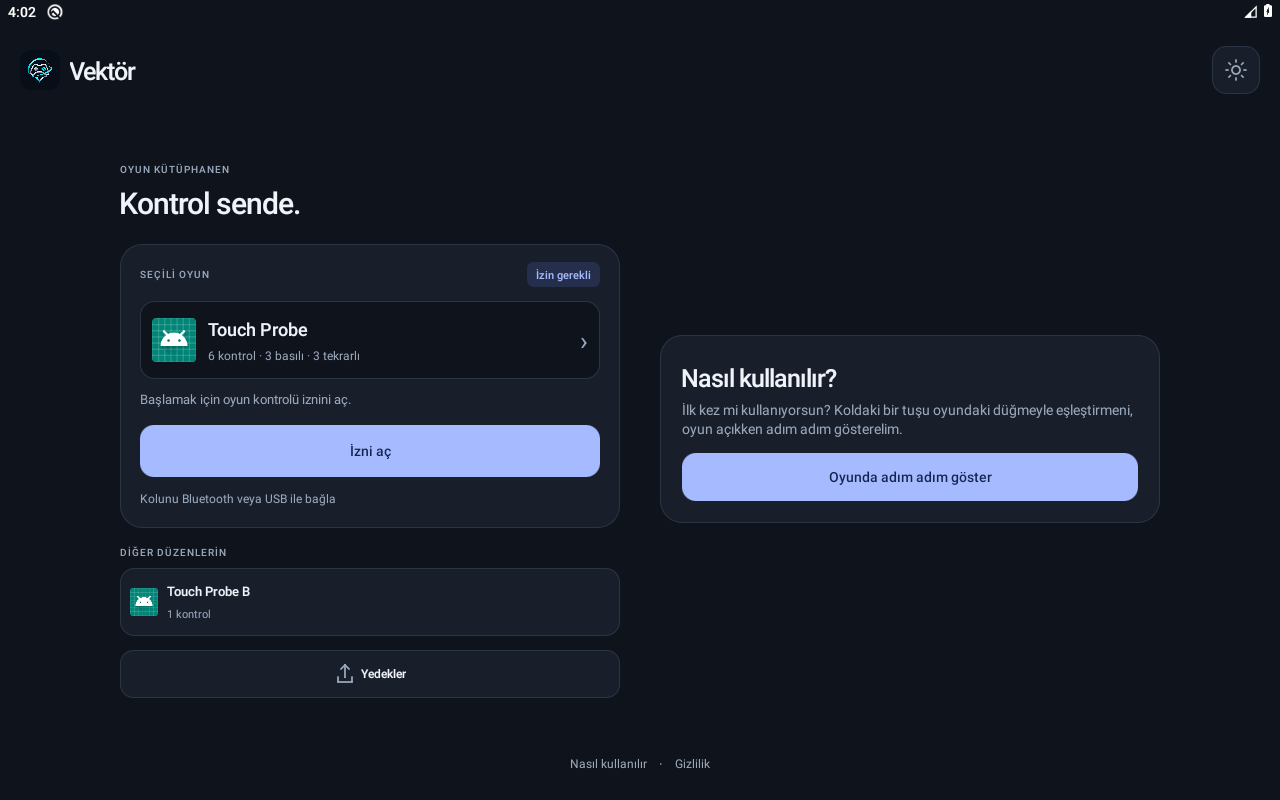 4:02
Vektör
OYUN KÜTÜPHANEN
Kontrol sende.
SEÇİLİ OYUN
İzin gerekli
Touch Probe
6 kontrol · 3 basılı · 3 tekrarlı
Başlamak için oyun kontrolü iznini aç.
İzni aç
Kolunu Bluetooth veya USB ile bağla
DİĞER DÜZENLERİN
Touch Probe B
1 kontrol
Yedekler
Nasıl kullanılır?
İlk kez mi kullanıyorsun? Koldaki bir tuşu oyundaki düğmeyle eşleştirmeni,
oyun açıkken adım adım gösterelim.
Oyunda adım adım göster
Nasıl kullanılır · Gizlilik